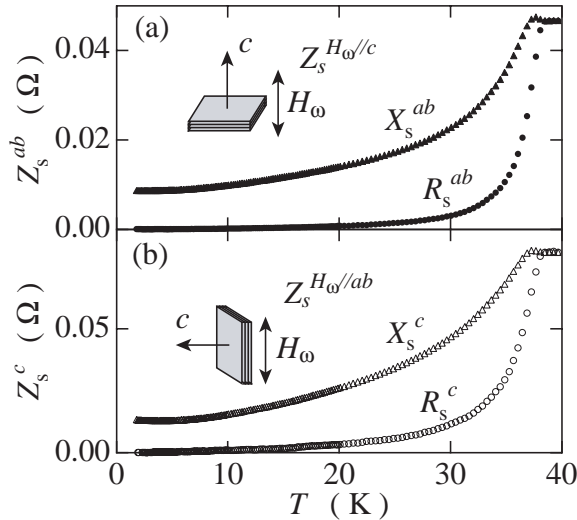 (a)
c
Z_s^{H_ω//c}
H_ω
X_s^{ab}
R_s^{ab}
Z_s^{ab} ( Ω )
0.04
0.02
0.00
(b)
Z_s^{H_ω//ab}
c
H_ω
X_s^c
R_s^c
Z_s^c ( Ω )
0.05
0.00
0 10 20 30 40
T ( K )